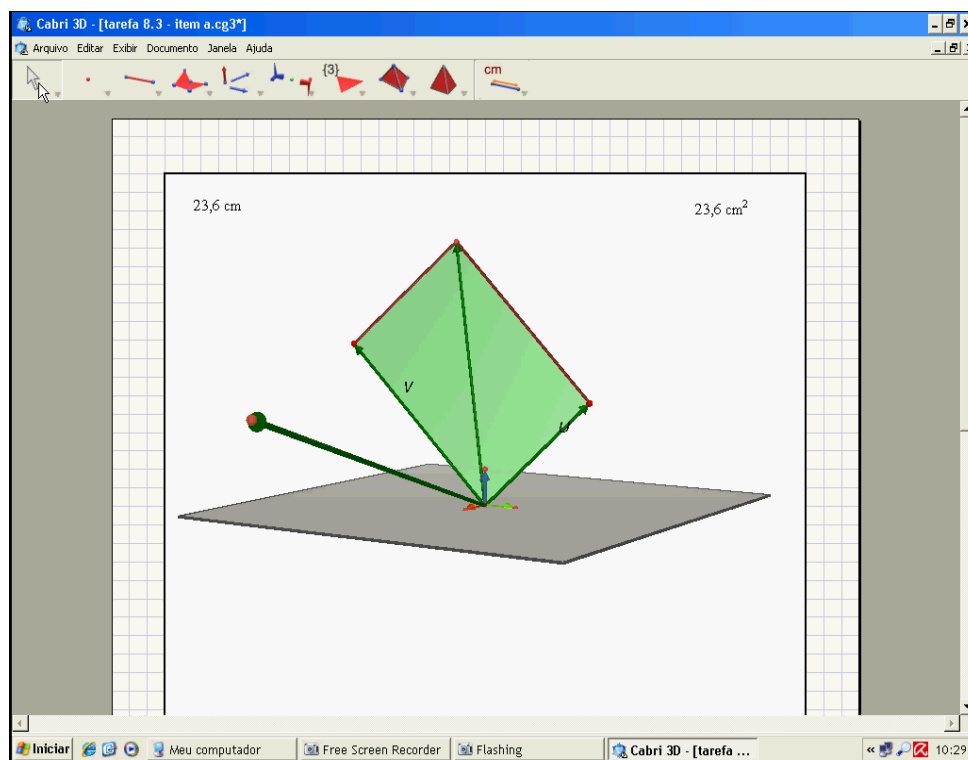 Cabri 3D - [tarefa 8.3 - item a.cg3*]
Arquivo Editar Exibir Documento Janela Ajuda
{3}
cm
23,6 cm
23,6 cm²
V
U
Iniciar
Meu computador
Free Screen Recorder
Flashing
Cabri 3D - [tarefa ...
«
10:29